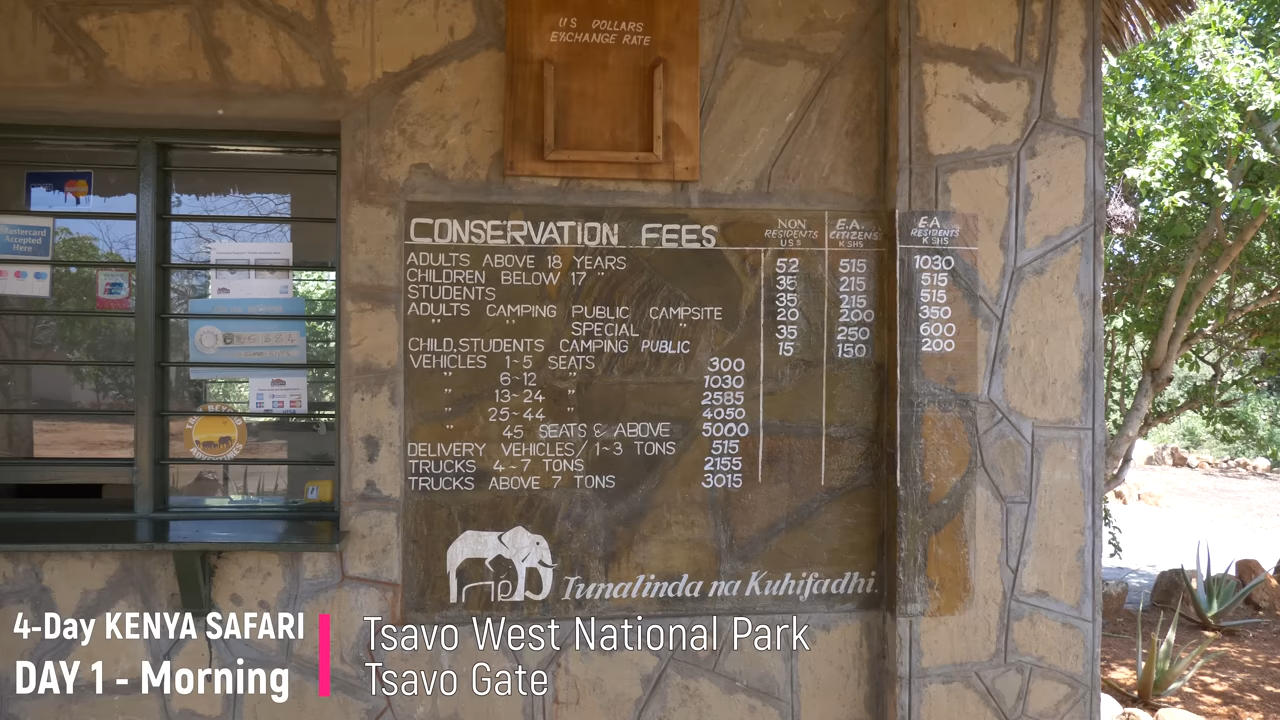 U S DOLLARS
EXCHANGE RATE
Mastercard
Accepted
Here
CONSERVATION FEES NON RESIDENTS US $ E.A. CITIZENS K SHS E.A RESIDENTS K SHS
ADULTS ABOVE 18 YEARS 52 515 1030
CHILDREN BELOW 17 " 35 215 515
STUDENTS 35 215 515
ADULTS CAMPING PUBLIC CAMPSITE 20 200 350
" " SPECIAL " 35 250 600
CHILD, STUDENTS CAMPING PUBLIC 15 150 200
VEHICLES 1-5 SEATS 300
" 6-12 " 1030
" 13-24 " 2585
" 25-44 " 4050
" 45 SEATS & ABOVE 5000
DELIVERY VEHICLES/ 1-3 TONS 515
TRUCKS 4-7 TONS 2155
TRUCKS ABOVE 7 TONS 3015
Tunalinda na Kuhifadhi.
4-Day KENYA SAFARI
DAY 1 - Morning
Tsavo West National Park
Tsavo Gate